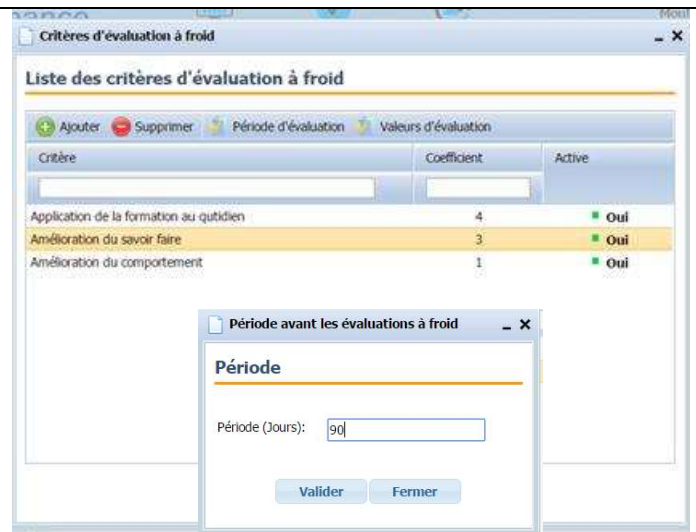 Critères d'évaluation à froid
Liste des critères d'évaluation à froid
Ajouter Supprimer Période d'évaluation Valeurs d'évaluation
Critère Coefficient Active
Application de la formation au qutidien 4 Oui
Amélioration du savoir faire 3 Oui
Amélioration du comportement 1 Oui
Période avant les évaluations à froid
Période
Période (Jours): 90
Valider Fermer